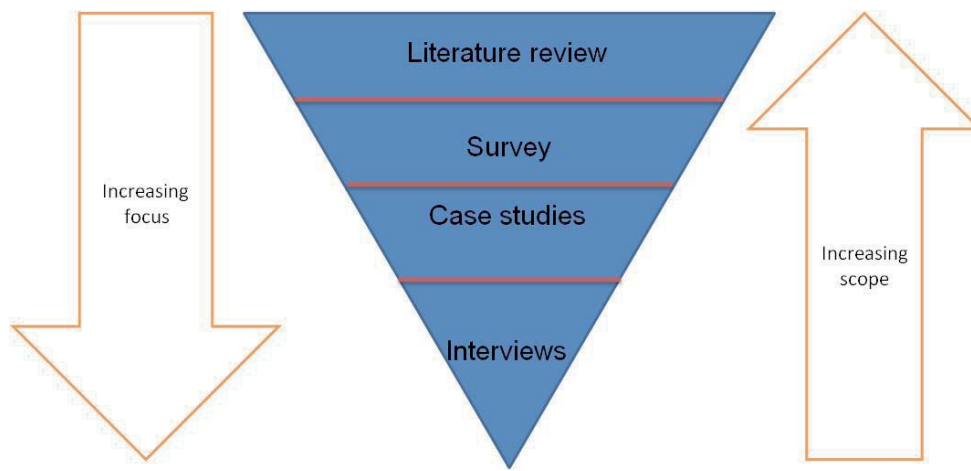 Literature review
Survey
Case studies
Interviews
Increasing
focus
Increasing
scope